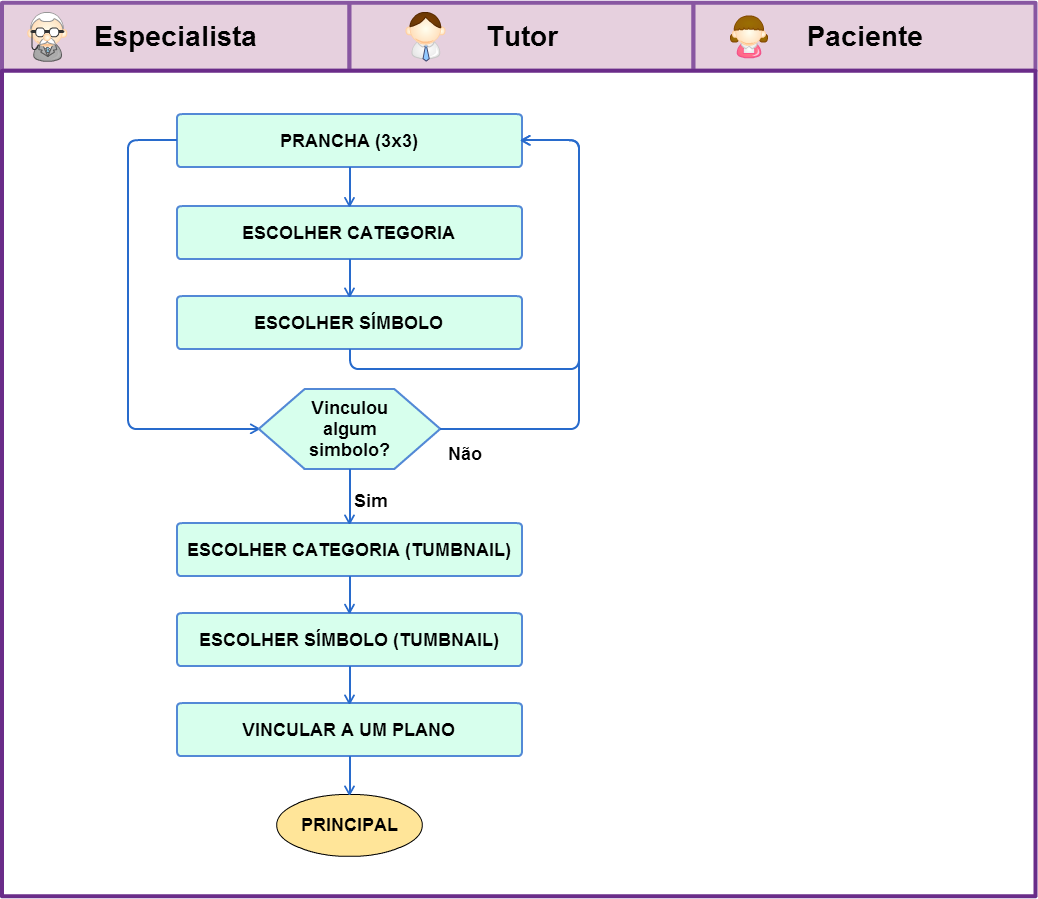 Especialista
Tutor
Paciente
PRANCHA (3x3)
ESCOLHER CATEGORIA
ESCOLHER SÍMBOLO
Vinculou
algum
simbolo?
Não
Sim
ESCOLHER CATEGORIA (TUMBNAIL)
ESCOLHER SÍMBOLO (TUMBNAIL)
VINCULAR A UM PLANO
PRINCIPAL